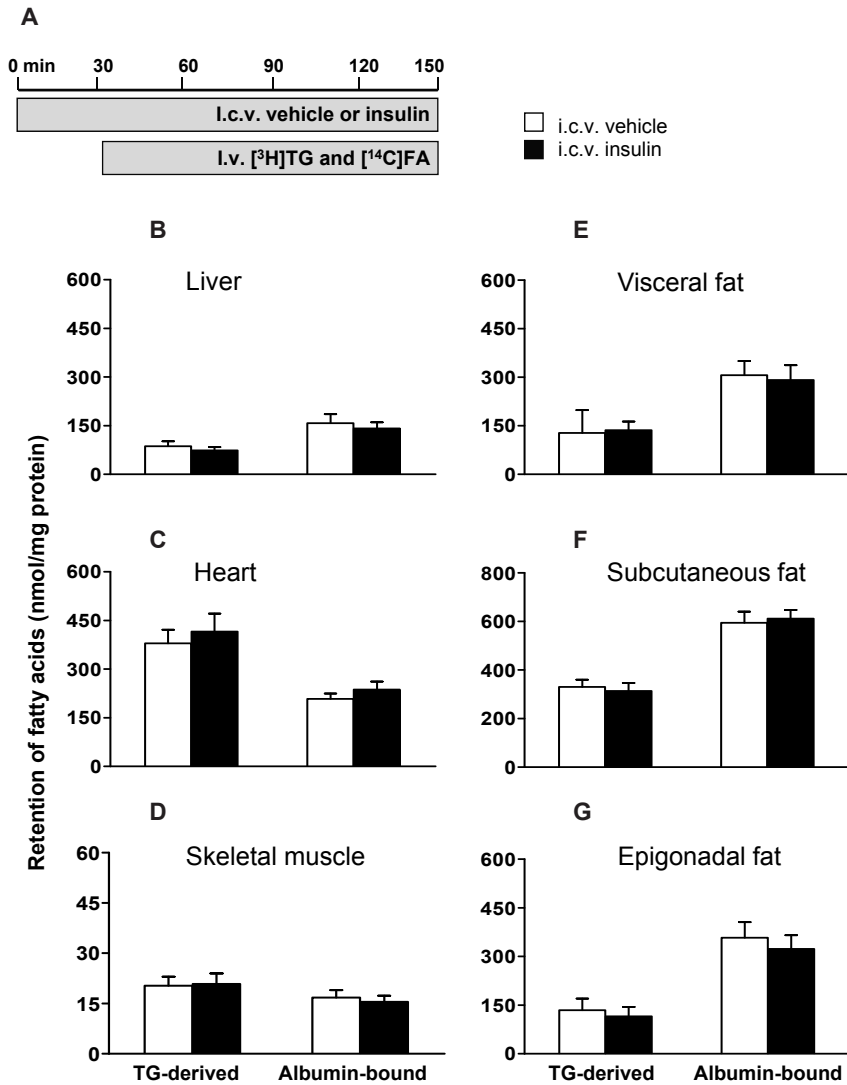 A
0 min 30 60 90 120 150
I.c.v. vehicle or insulin
I.v. [³H]TG and [¹⁴C]FA
i.c.v. vehicle
i.c.v. insulin
Retention of fatty acids (nmol/mg protein)
B
Liver
600
450
300
150
0
C
Heart
600
450
300
150
0
D
Skeletal muscle
60
45
30
15
0
TG-derived Albumin-bound
E
Visceral fat
600
450
300
150
0
F
Subcutaneous fat
800
600
400
200
0
G
Epigonadal fat
600
450
300
150
0
TG-derived Albumin-bound